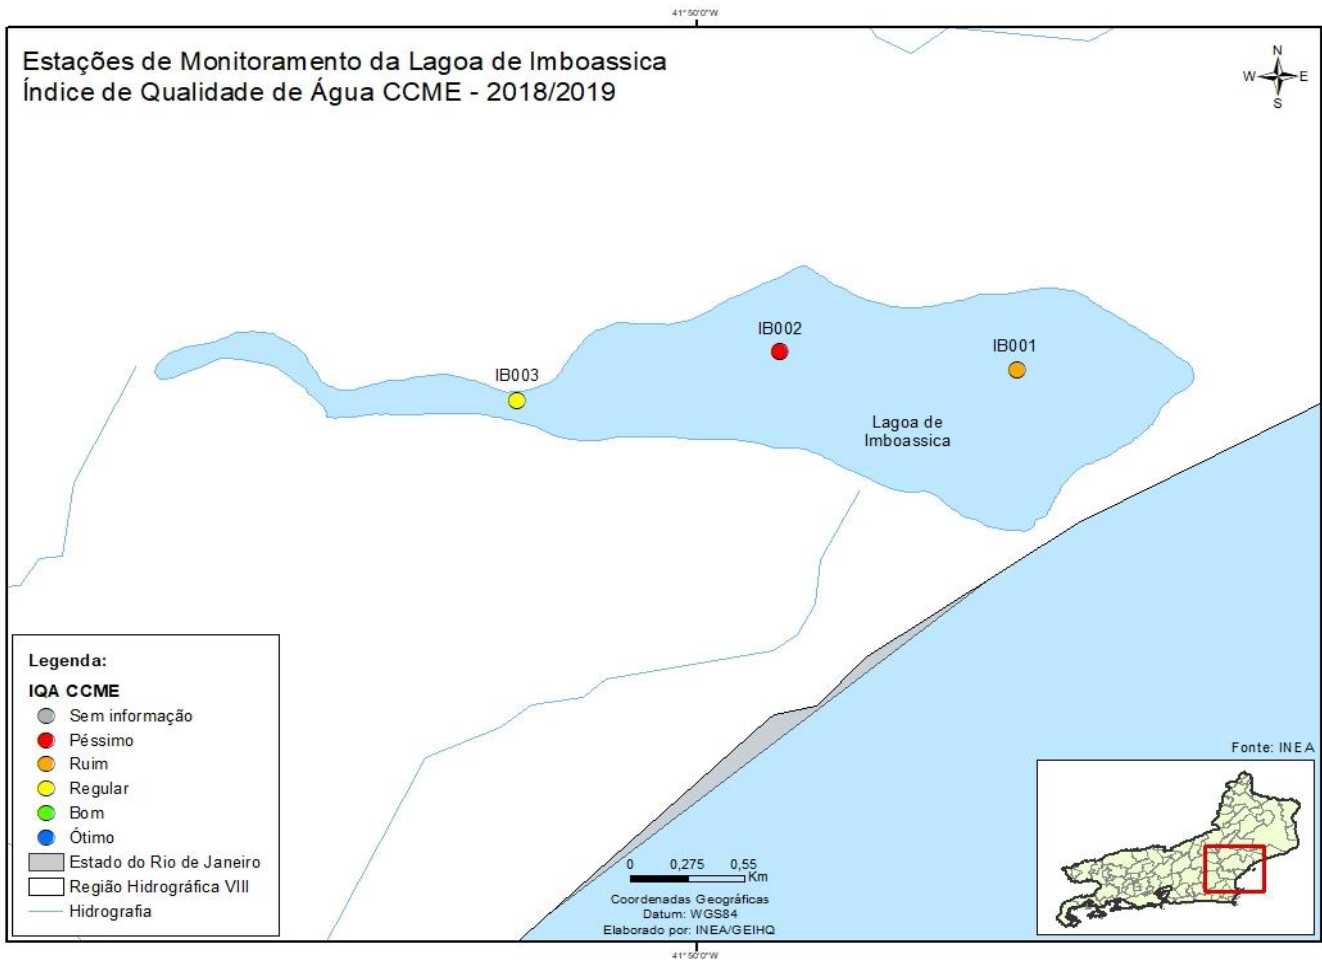 41°50'0"W
Estações de Monitoramento da Lagoa de Imboassica
Índice de Qualidade de Água CCME - 2018/2019
N
W E
S
IB002
IB001
IB003
Lagoa de
Imboassica
Legenda:
IQA CCME
Sem informação
Péssimo
Ruim
Regular
Bom
Ótimo
Estado do Rio de Janeiro
Região Hidrográfica VIII
Hidrografia
0 0,275 0,55
Km
Coordenadas Geográficas
Datum: WGS84
Elaborado por: INEA/GEIHQ
Fonte: INEA
41°50'0"W